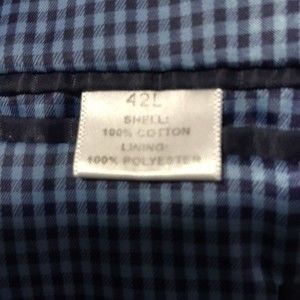 42L
SHELL:
100% COTTON
LINING:
100% POLYESTER